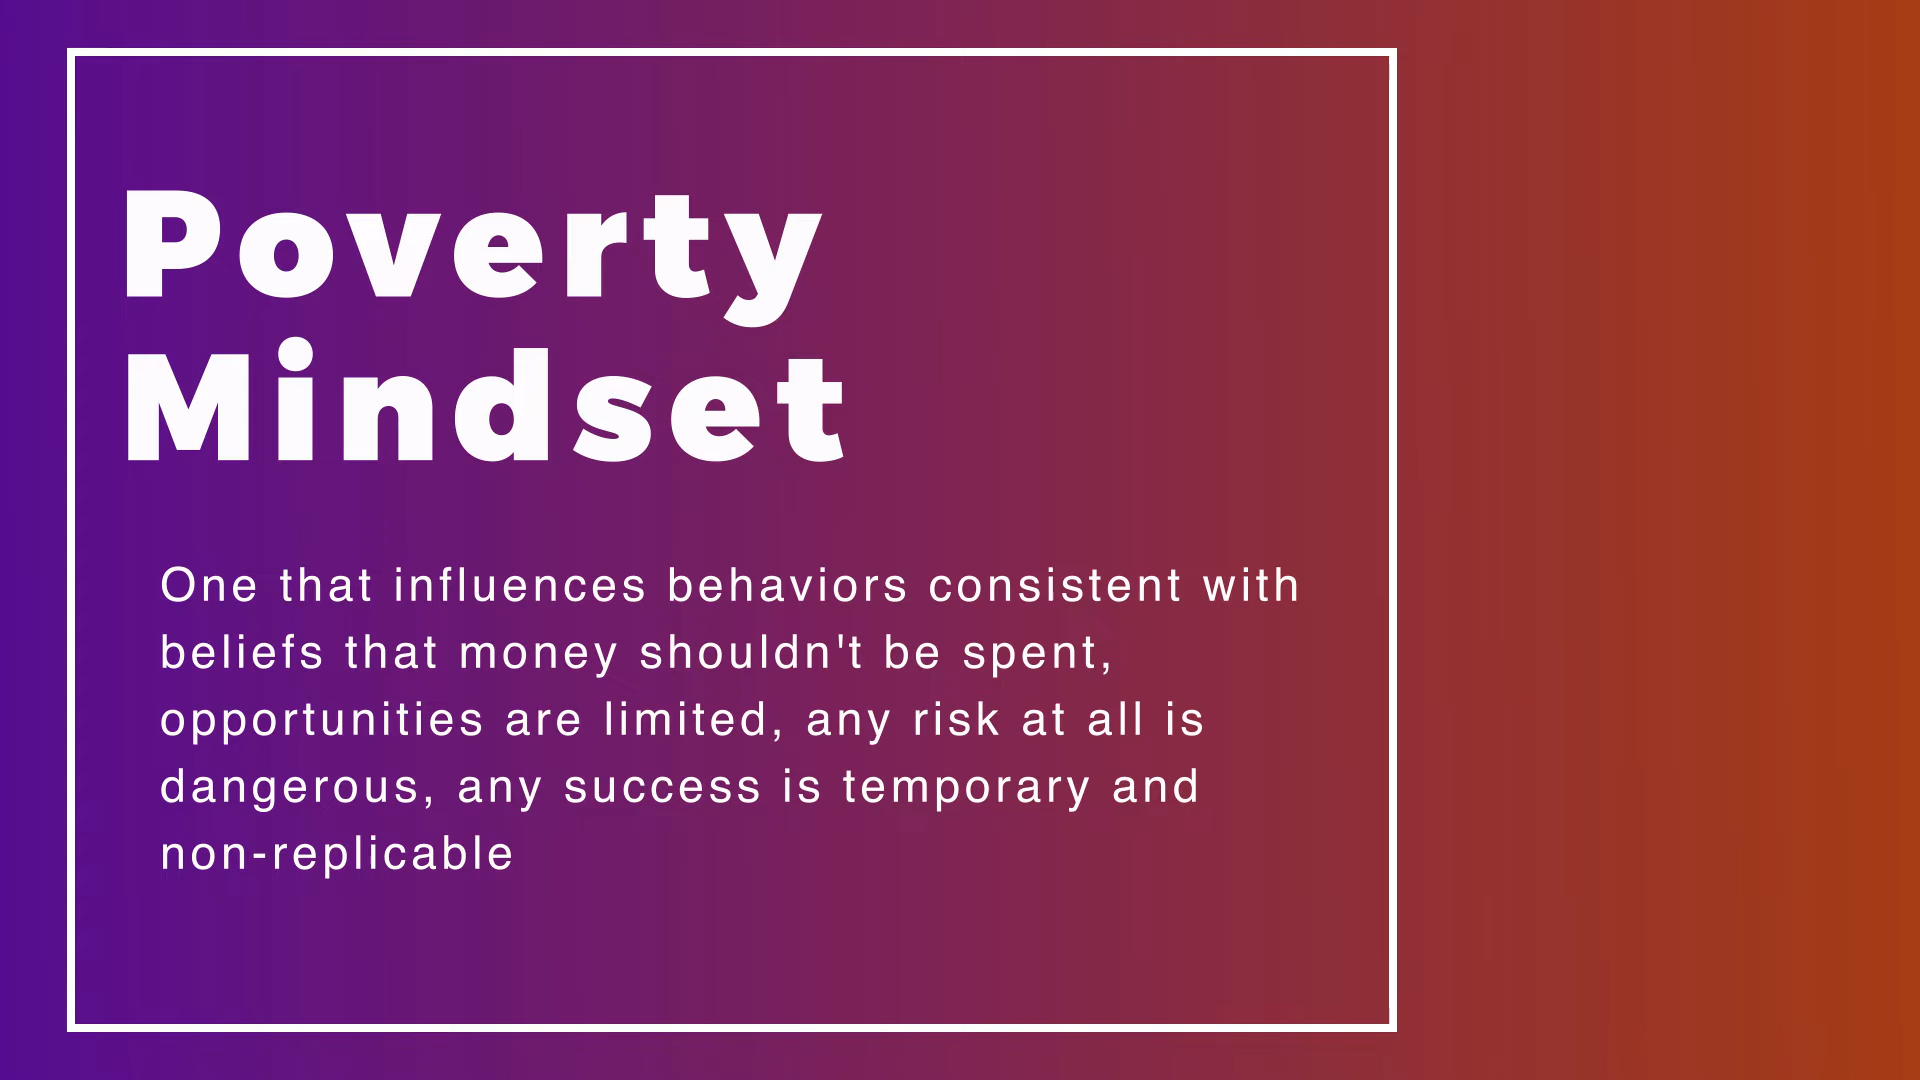 Poverty
Mindset
One that influences behaviors consistent with
beliefs that money shouldn't be spent,
opportunities are limited, any risk at all is
dangerous, any success is temporary and
non-replicable